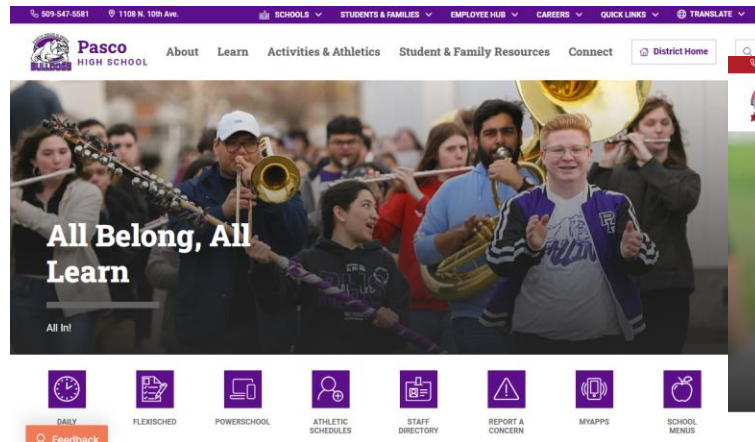 509-547-5581 1108 N. 10th Ave. SCHOOLS STUDENTS & FAMILIES EMPLOYEE HUB CAREERS QUICK LINKS TRANSLATE
BULLDOGS Pasco HIGH SCHOOL About Learn Activities & Athletics Student & Family Resources Connect District Home
All Belong, All
Learn
All In!
DAILY FLEXISCHED POWERSCHOOL ATHLETIC SCHEDULES STAFF DIRECTORY REPORT A CONCERN MYAPPS SCHOOL MENUS
Feedback